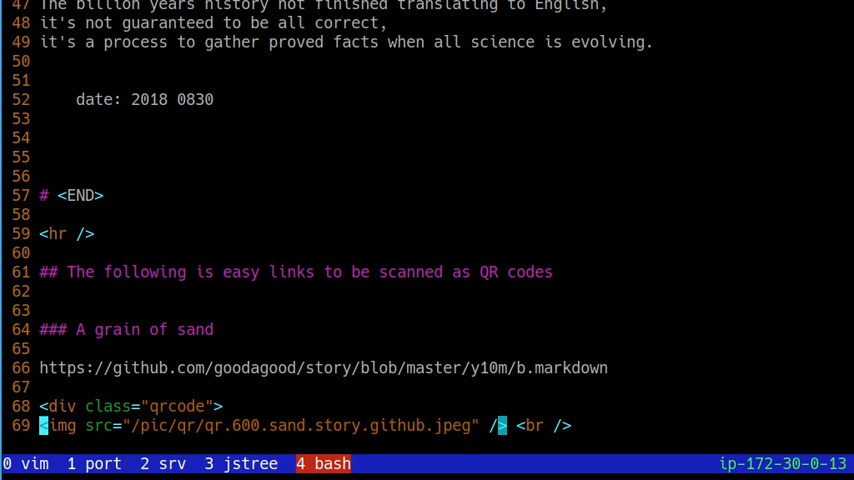 47 The billion years history not finished translating to English,
48 it's not guaranteed to be all correct,
49 it's a process to gather proved facts when all science is evolving.
50
51
52     date: 2018 0830
53
54
55
56
57 # <END>
58
59 <hr />
60
61 ## The following is easy links to be scanned as QR codes
62
63
64 ### A grain of sand
65
66 https://github.com/goodagood/story/blob/master/y10m/b.markdown
67
68 <div class="qrcode">
69 <img src="/pic/qr/qr.600.sand.story.github.jpeg" /> <br />
0 vim  1 port  2 srv  3 jstree  4 bash ip-172-30-0-13